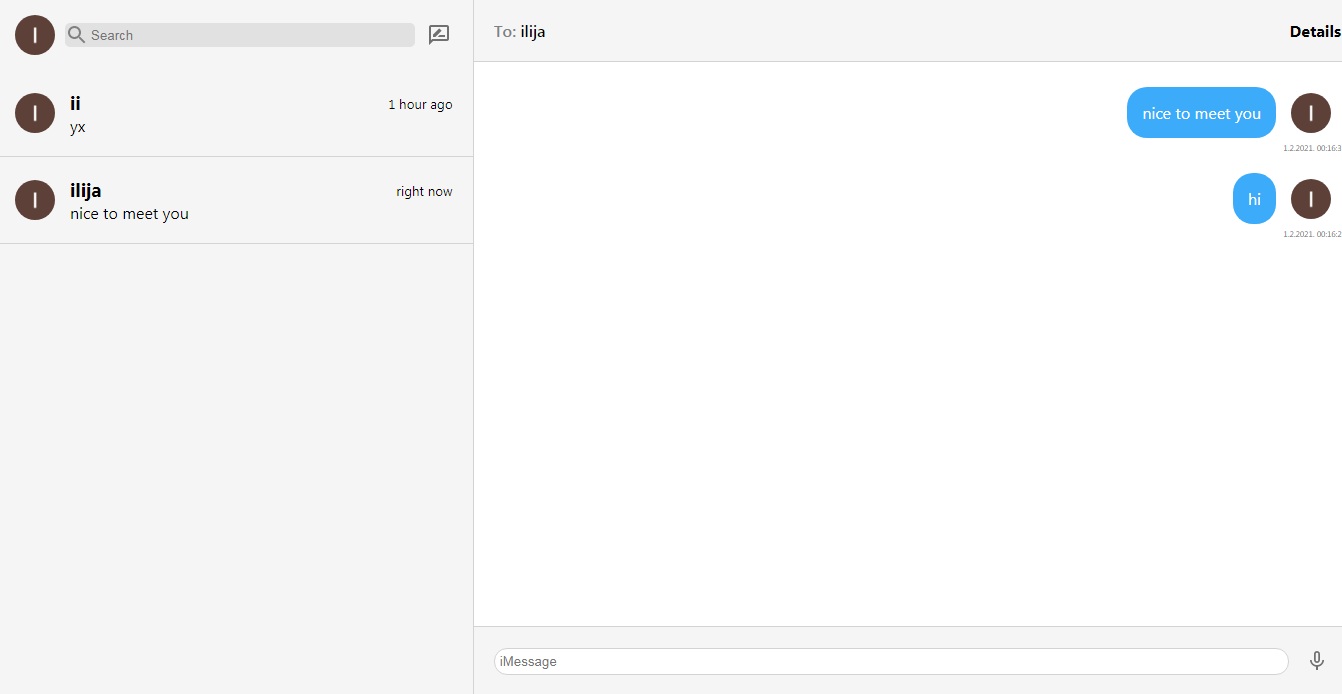 I
Search
I
ii
1 hour ago
yx
I
ilija
right now
nice to meet you
To: ilija
Details
nice to meet you
I
1.2.2021. 00:16:3
hi
I
1.2.2021. 00:16:2
iMessage